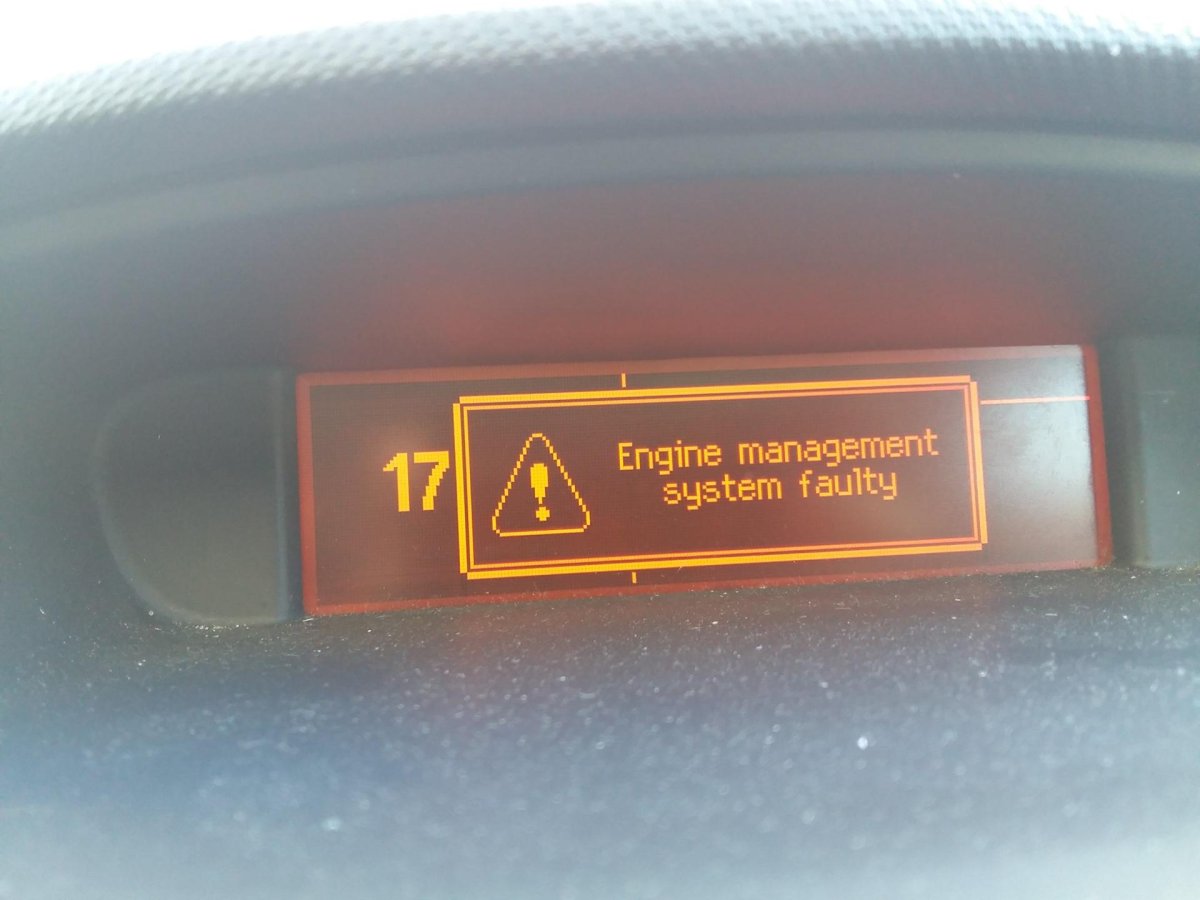 17
Engine management
system faulty